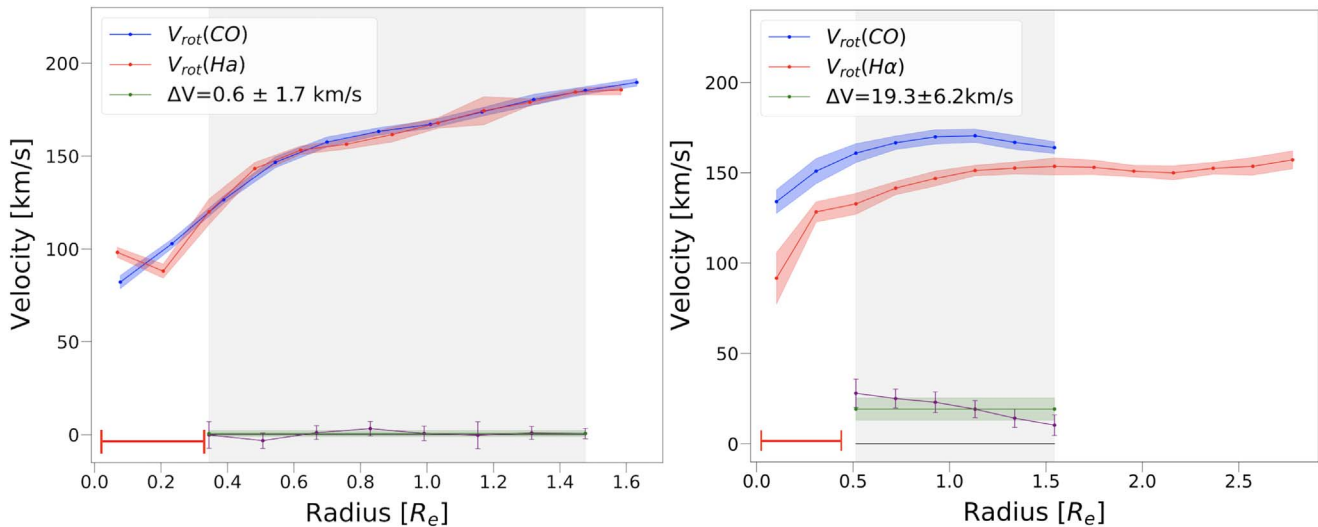 V_rot(CO)
V_rot(Ha)
ΔV=0.6 ± 1.7 km/s
Velocity [km/s]
200
150
100
50
0
0.0 0.2 0.4 0.6 0.8 1.0 1.2 1.4 1.6
Radius [R_e]
V_rot(CO)
V_rot(Hα)
ΔV=19.3±6.2km/s
Velocity [km/s]
200
150
100
50
0
0.0 0.5 1.0 1.5 2.0 2.5
Radius [R_e]